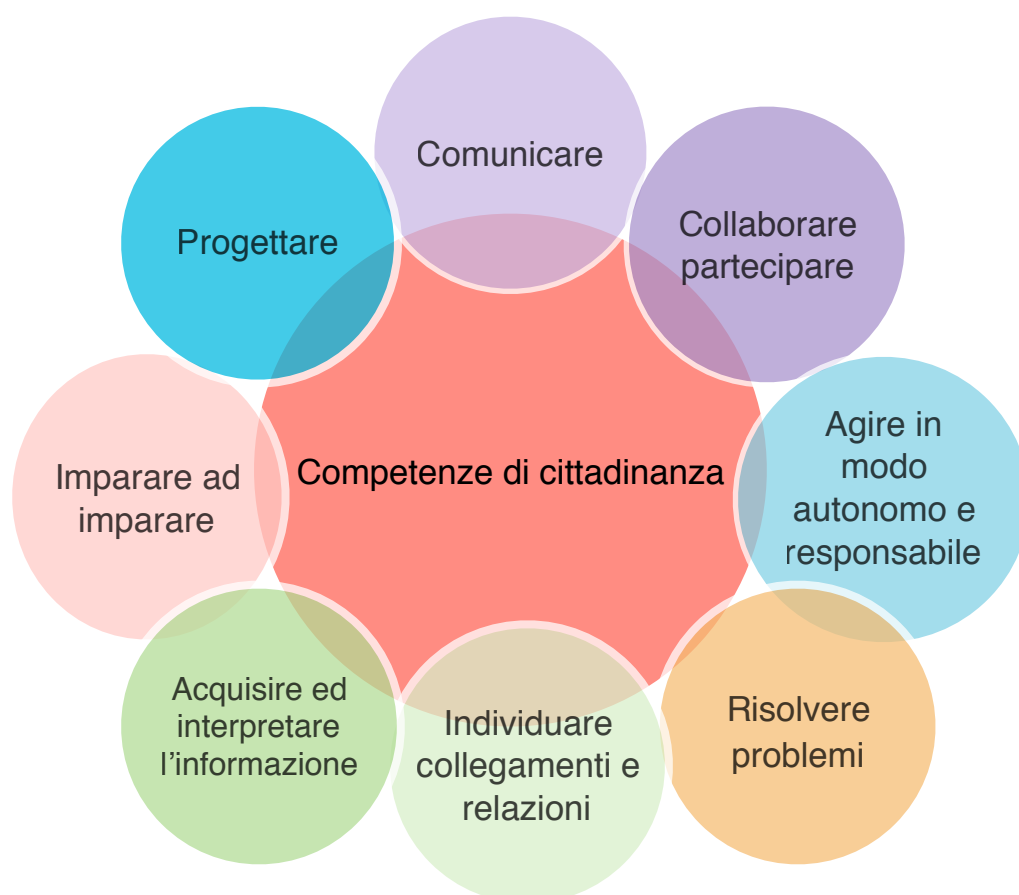 Comunicare
Collaborare
partecipare
Progettare
Agire in
modo
autonomo e
responsabile
Competenze di cittadinanza
Imparare ad
imparare
Acquisire ed
interpretare
l’informazione
Individuare
collegamenti e
relazioni
Risolvere
problemi